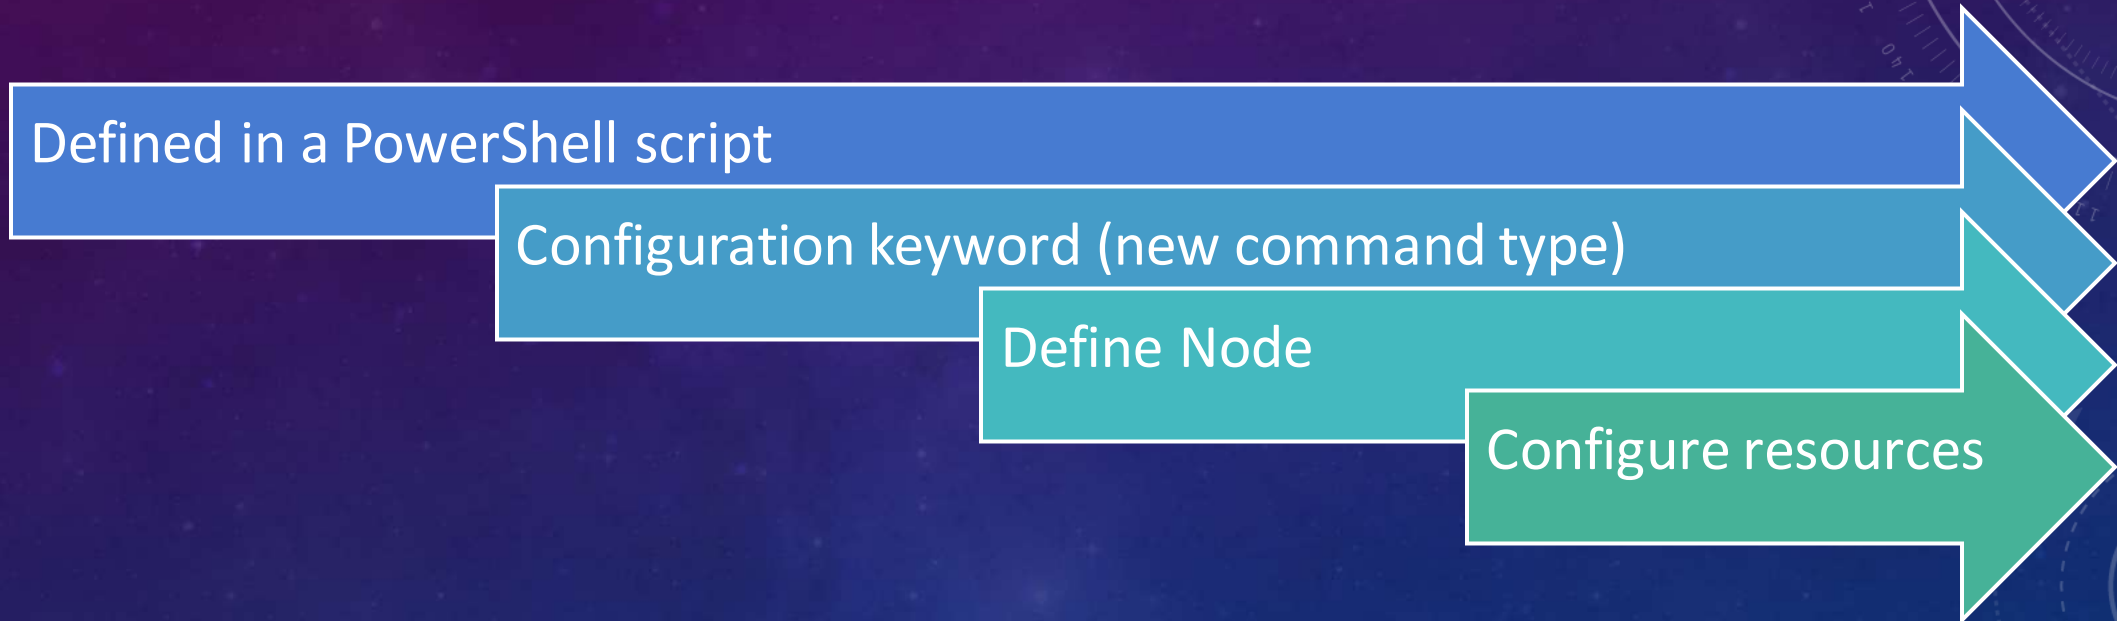 Defined in a PowerShell script
Configuration keyword (new command type)
Define Node
Configure resources